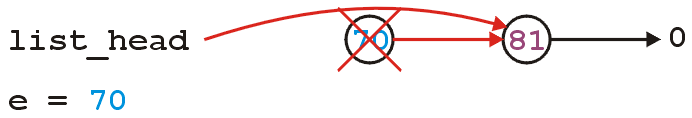 list_head 70 81 0
e = 70